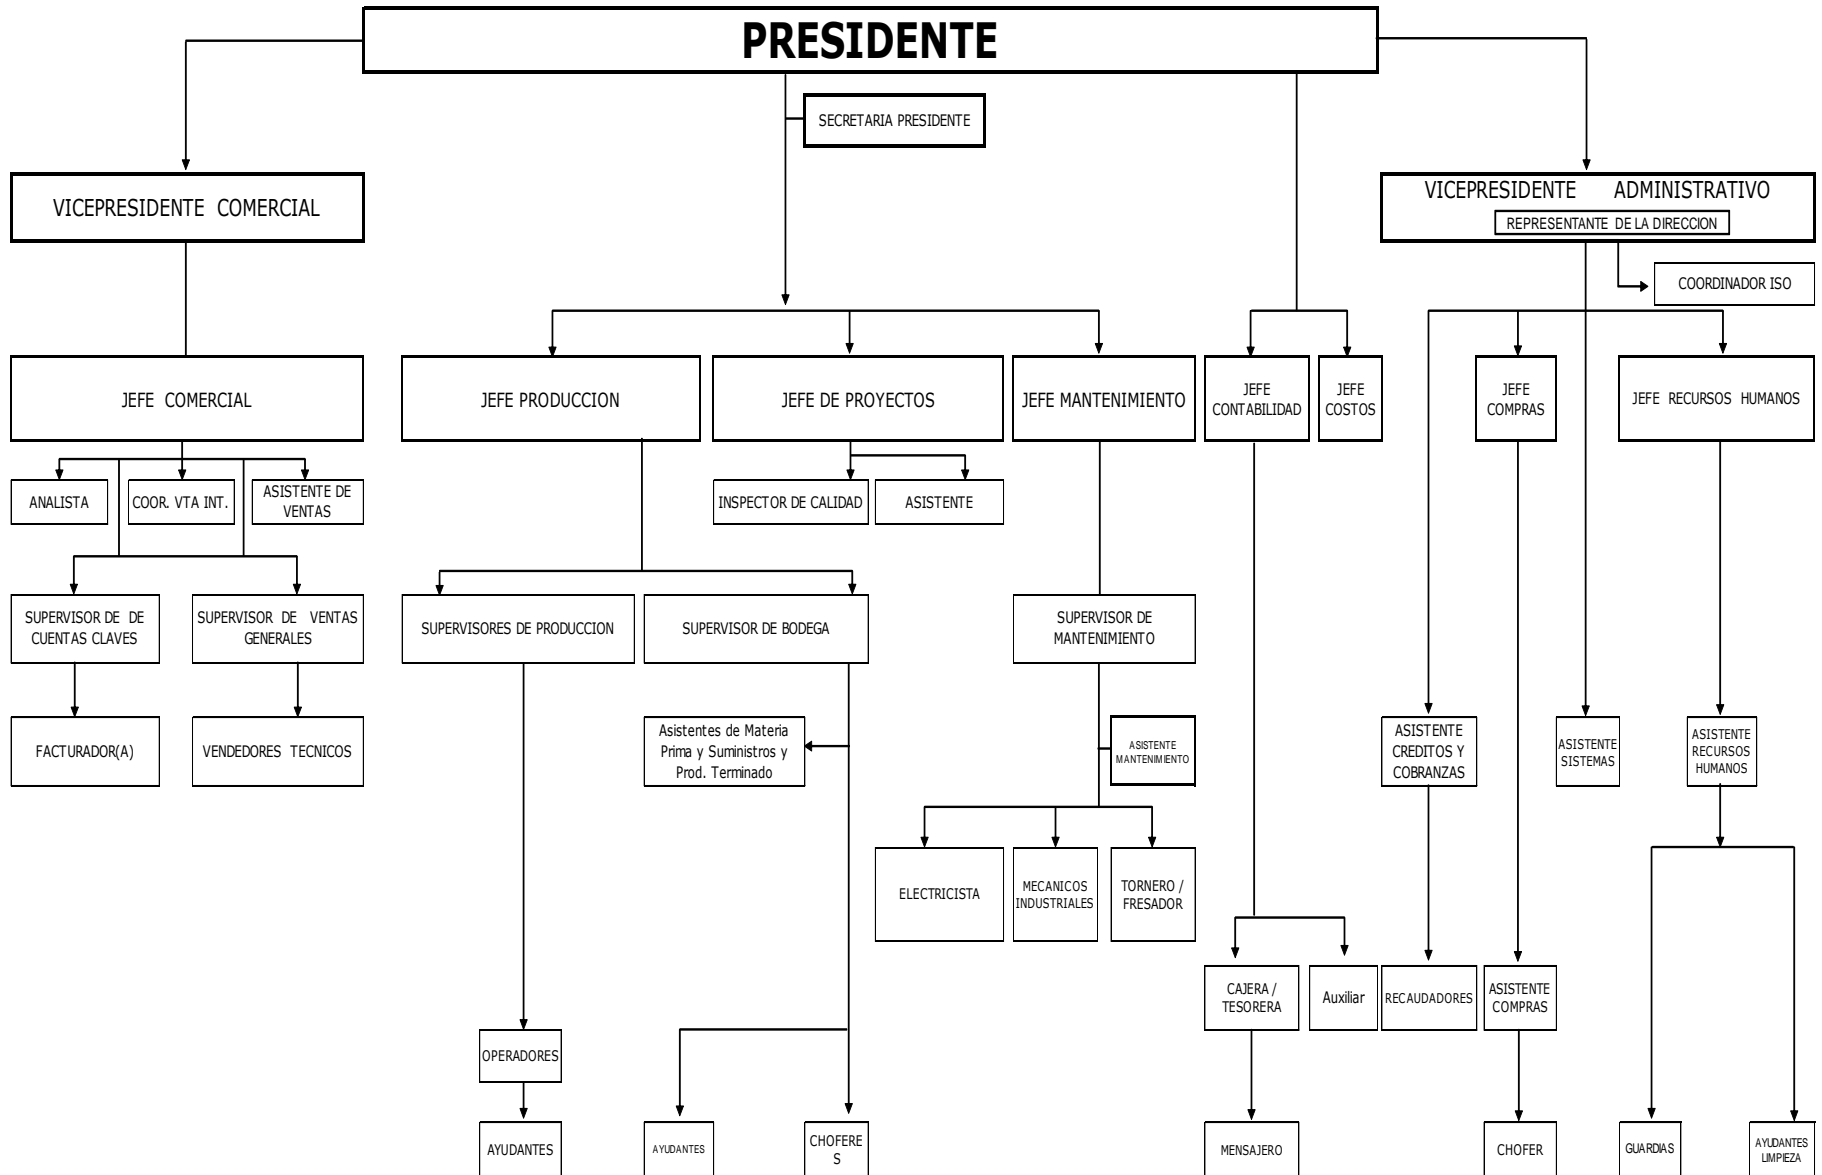 PRESIDENTE
SECRETARIA PRESIDENTE
VICEPRESIDENTE COMERCIAL
VICEPRESIDENTE ADMINISTRATIVO
REPRESENTANTE DE LA DIRECCION
COORDINADOR ISO
JEFE COMERCIAL
JEFE PRODUCCION
JEFE DE PROYECTOS
JEFE MANTENIMIENTO
JEFE
CONTABILIDAD
JEFE
COSTOS
JEFE
COMPRAS
JEFE RECURSOS HUMANOS
ANALISTA
COOR. VTA INT.
ASISTENTE DE
VENTAS
INSPECTOR DE CALIDAD
ASISTENTE
SUPERVISOR DE DE
CUENTAS CLAVES
SUPERVISOR DE VENTAS
GENERALES
SUPERVISORES DE PRODUCCION
SUPERVISOR DE BODEGA
SUPERVISOR DE
MANTENIMIENTO
FACTURADOR(A)
VENDEDORES TECNICOS
Asistentes de Materia
Prima y Suministros y
Prod. Terminado
ASISTENTE
MANTENIMIENTO
ASISTENTE
CREDITOS Y
COBRANZAS
ASISTENTE
SISTEMAS
ASISTENTE
RECURSOS
HUMANOS
ELECTRICISTA
MECANICOS
INDUSTRIALES
TORNERO /
FRESADOR
CAJERA /
TESORERA
Auxiliar
RECAUDADORES
ASISTENTE
COMPRAS
OPERADORES
AYUDANTES
AYUDANTES
CHOFERE
S
MENSAJERO
CHOFER
GUARDIAS
AYUDANTES
LIMPIEZA